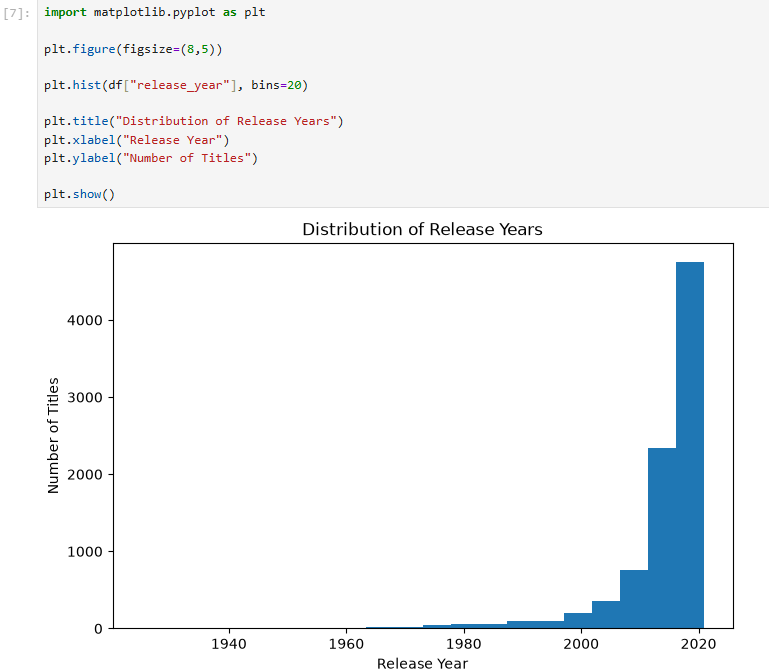 [7]: import matplotlib.pyplot as plt
plt.figure(figsize=(8,5))
plt.hist(df["release_year"], bins=20)
plt.title("Distribution of Release Years")
plt.xlabel("Release Year")
plt.ylabel("Number of Titles")
plt.show()
Distribution of Release Years
Number of Titles
4000
3000
2000
1000
0
1940 1960 1980 2000 2020
Release Year